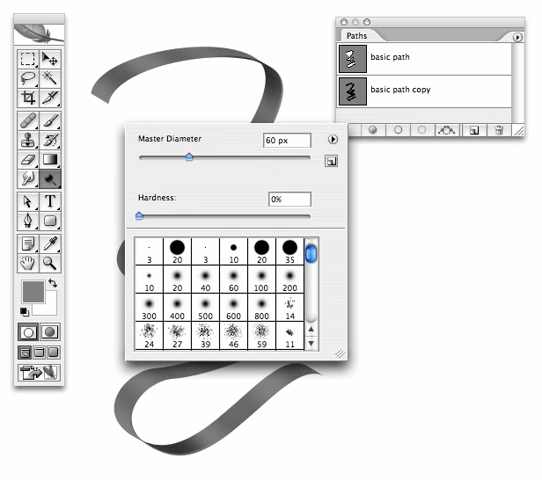 Paths
basic path
basic path copy
Master Diameter 60 px
Hardness: 0%
3 20 3 10 20 35
10 20 40 60 100 200
300 400 500 600 800 14
24 27 39 46 59 11
T